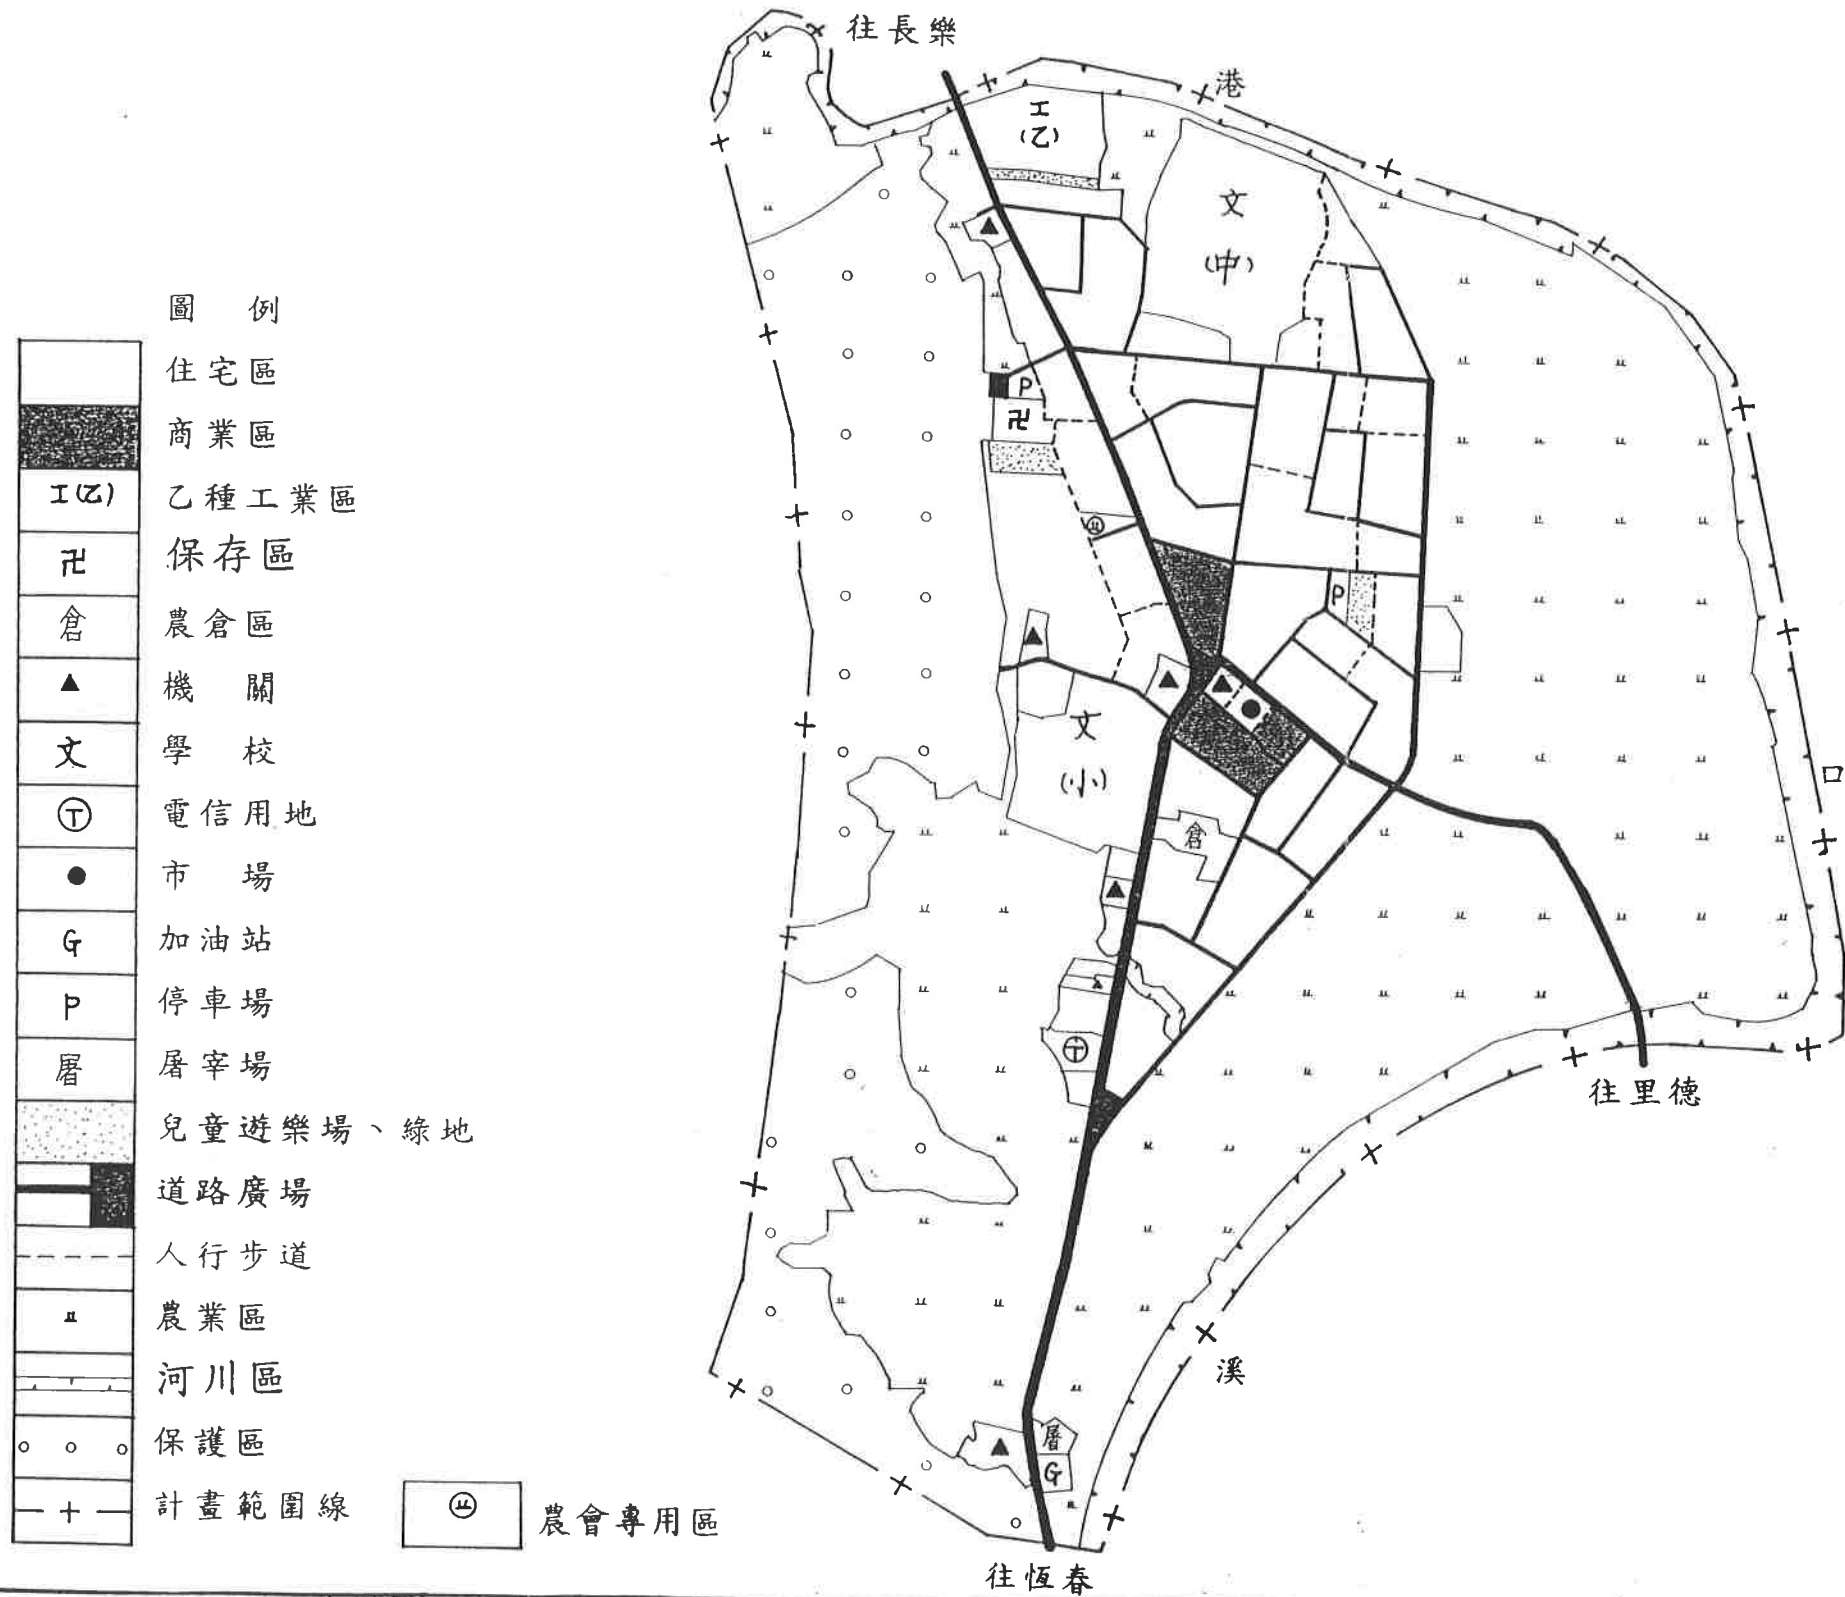 往長樂
港
工
(乙)
文
(中)
P
卍
P
文
(小)
倉
口
往里德
溪
屠
G
往恆春
圖 例
住宅區
商業區
工(乙) 乙種工業區
卍 保存區
倉 農倉區
機 關
文 學 校
T 電信用地
市 場
G 加油站
P 停車場
屠 屠宰場
兒童遊樂場、綠地
道路廣場
人行步道
農業區
河川區
保護區
計畫範圍線
農會專用區
T